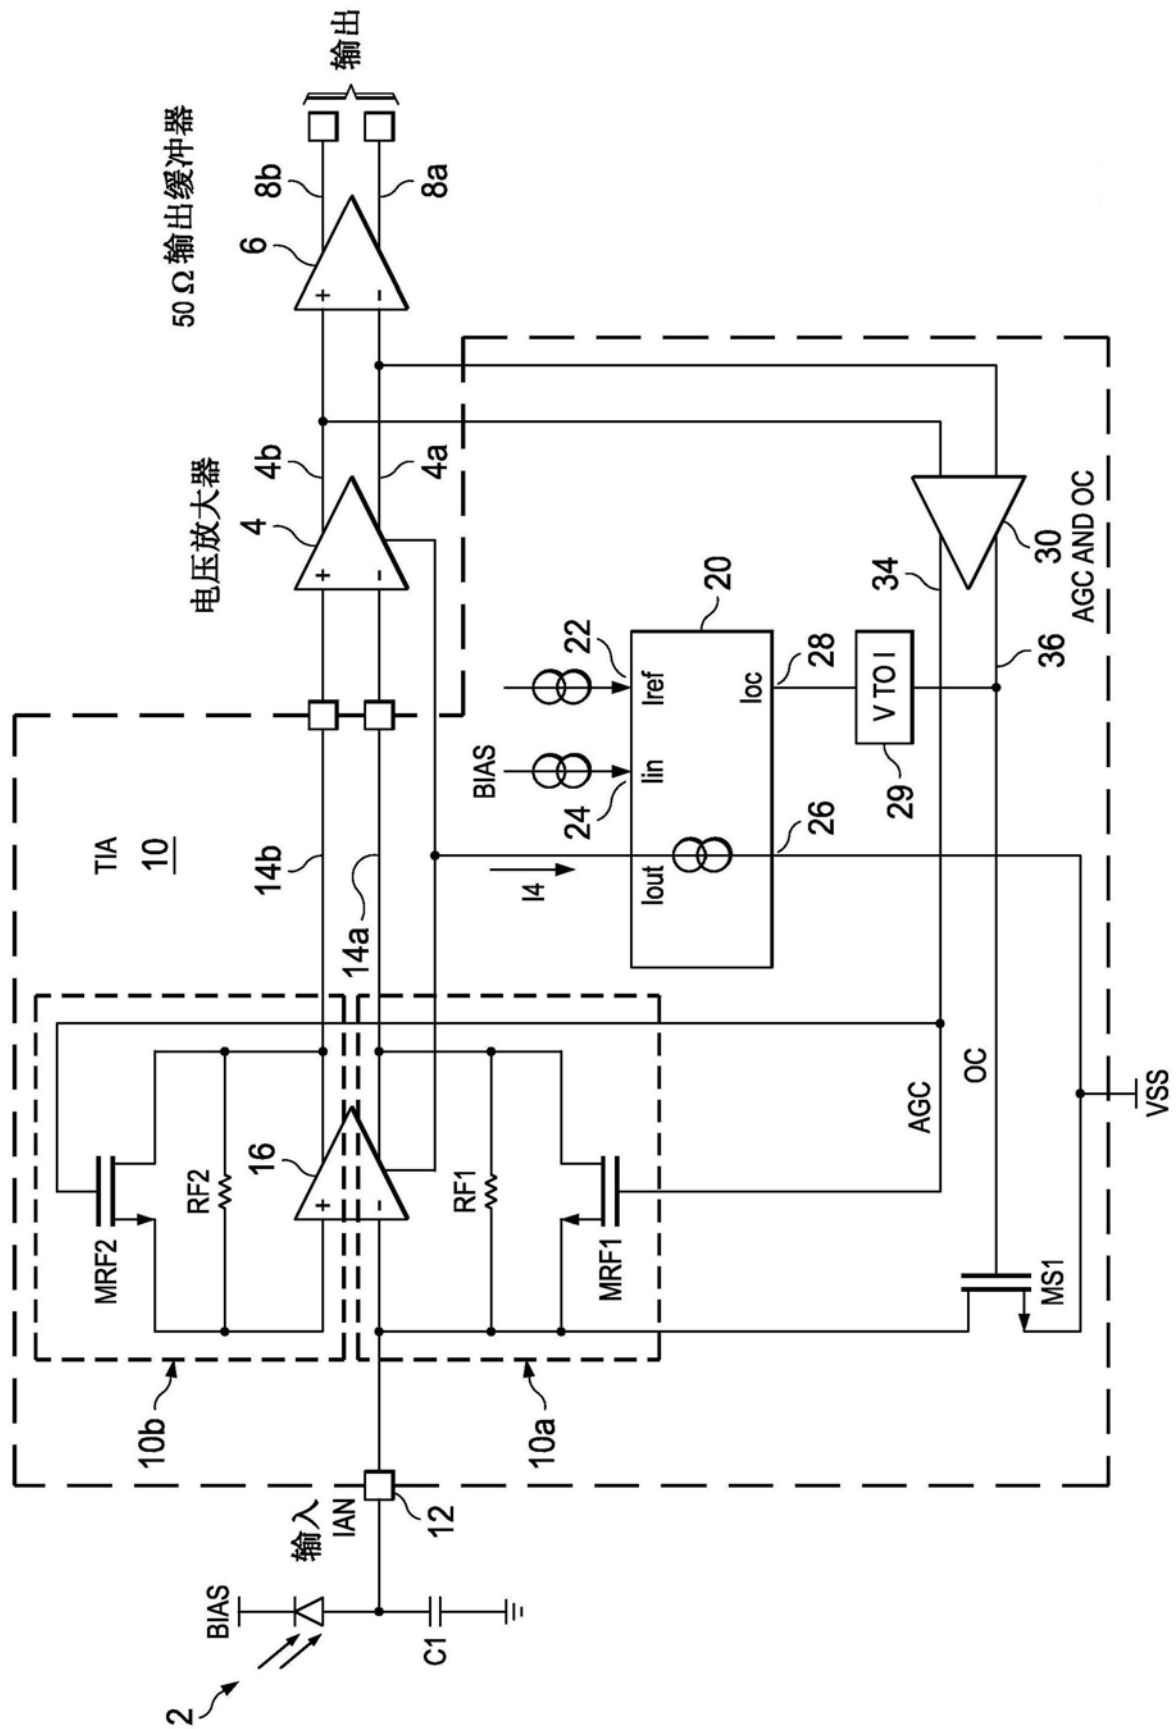 50Ω 输出缓冲器
电压放大器
输出
8b
8a
6
+
-
4b
4a
4
+
-
TIA
10
14b
14a
10b
MRF2
RF2
16
+
-
RF1
MRF1
10a
输入
IAN
12
BIAS
2
C1
BIAS
24
22
20
Iin
Iref
Iout
Ioc
I4
26
28
29
V TO I
34
36
30
AGC AND OC
AGC
OC
MS1
VSS